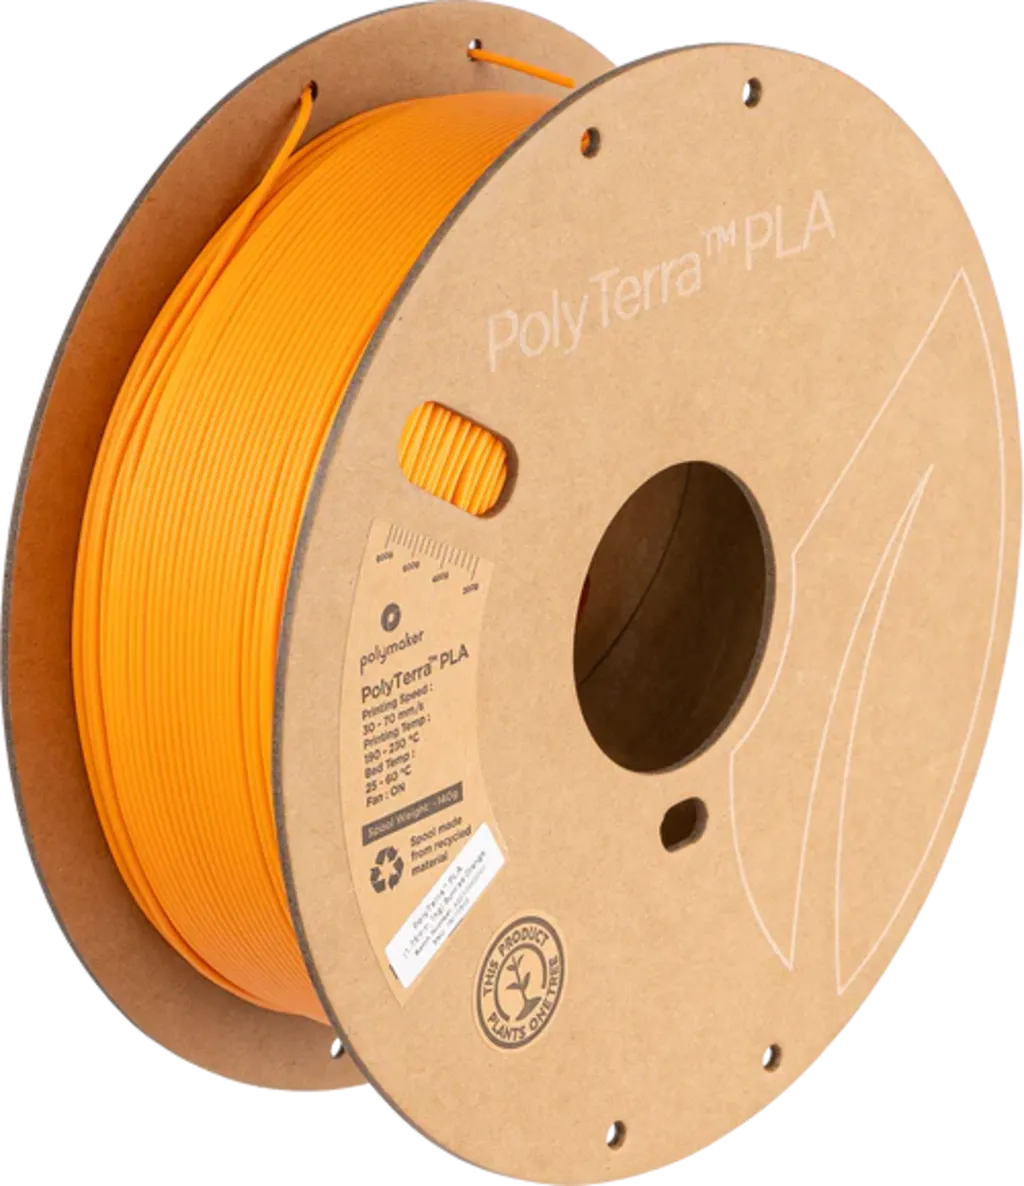 PolyTerra™ PLA
800g
600g
400g
200g
polymaker
PolyTerra™ PLA
Printing Speed :
30 - 70 mm/s
Printing Temp :
190 - 230 °C
Bed Temp :
25 - 60 °C
Fan : ON
Spool Weight: ~140g
Spool made
from recycled
material
PolyTerra™ PLA
Sunrise Orange
THIS PRODUCT
PLANTS ONE TREE